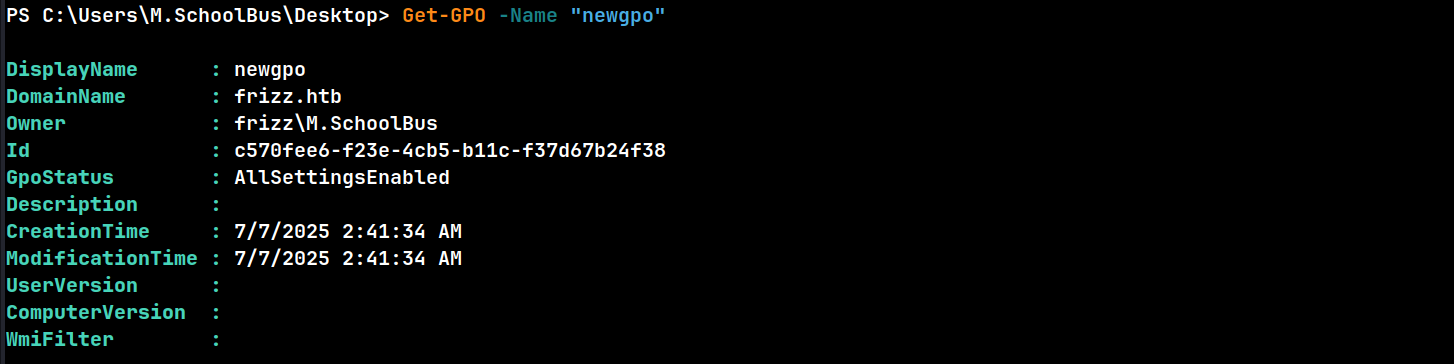 PS C:\Users\M.SchoolBus\Desktop> Get-GPO -Name "newgpo"
DisplayName      : newgpo
DomainName       : frizz.htb
Owner            : frizz\M.SchoolBus
Id               : c570fee6-f23e-4cb5-b11c-f37d67b24f38
GpoStatus        : AllSettingsEnabled
Description      :
CreationTime     : 7/7/2025 2:41:34 AM
ModificationTime : 7/7/2025 2:41:34 AM
UserVersion      :
ComputerVersion  :
WmiFilter        :